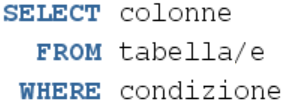 SELECT colonne
FROM tabella/e
WHERE condizione